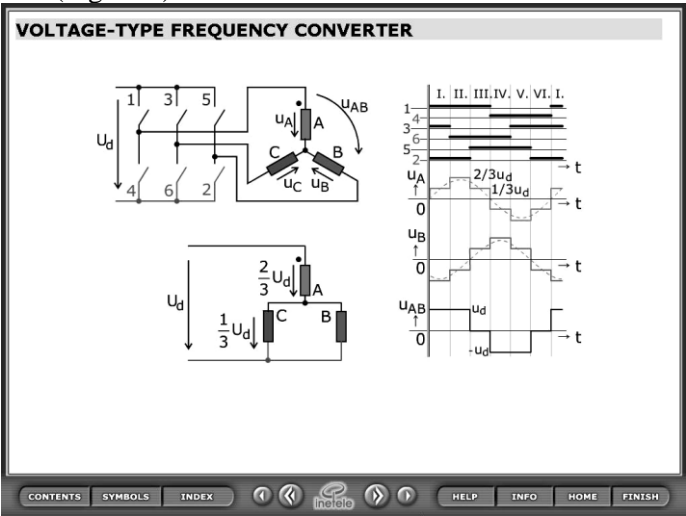 VOLTAGE-TYPE FREQUENCY CONVERTER
1 3 5
Ud
4 6 2
uA A
uAB
C B
uC uB
I. II. III. IV. V. VI. I.
1
4
3
6
5
2
t
uA
2/3ud
1/3ud
0
t
uB
0
t
uAB
ud
0
t
-ud
Ud
2/3 Ud
A
C B
1/3 Ud
CONTENTS SYMBOLS INDEX inetele HELP INFO HOME FINISH